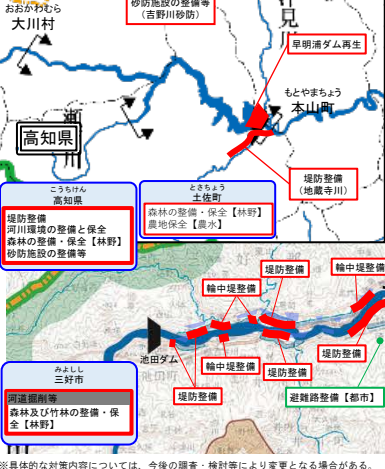 砂防施設の整備等
(吉野川砂防)
おおかわむら
大川村
早明浦ダム再生
もとやまちょう
本山町
高知県
堤防整備
(地蔵寺川)
こうちけん
高知県
堤防整備
河川環境の整備と保全
森林の整備・保全【林野】
砂防施設の整備等
とさちょう
土佐町
森林の整備・保全【林野】
農地保全【農水】
堤防整備
輪中堤整備
輪中堤整備
池田ダム
堤防整備
輪中堤整備
堤防整備
堤防整備
避難路整備【都市】
みよしし
三好市
河道掘削等
森林及び竹林の整備・保
全【林野】
※具体的な対策内容については、今後の調査・検討等により変更となる場合がある。